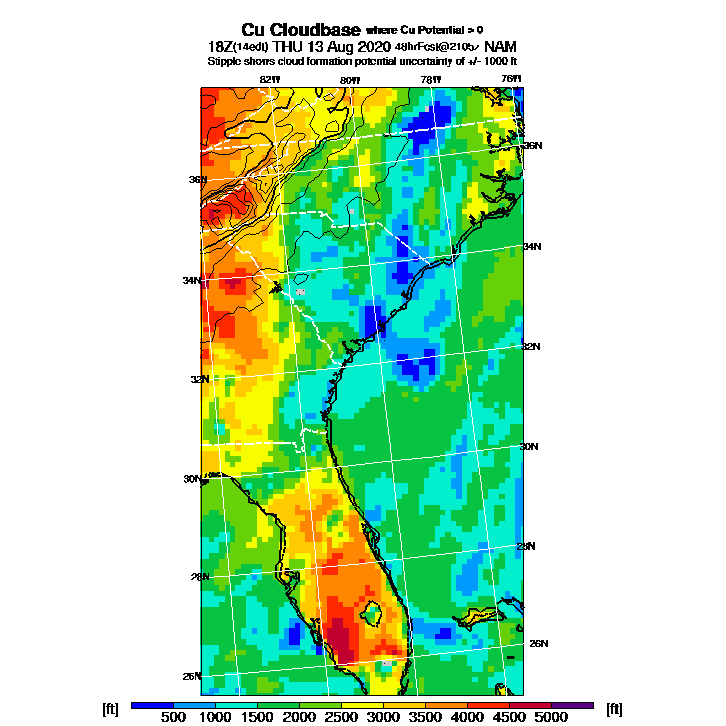 Cu Cloudbase where Cu Potential > 0
18Z(14edt) THU 13 Aug 2020 48hrFcst@2105z NAM
Stipple shows cloud formation potential uncertainty of +/- 1000 ft
82W 80W 78W 76W
36N
36N
34N
34N
32N
32N
30N
30N
28N
28N
26N
26N
[ft] [ft]
500 1000 1500 2000 2500 3000 3500 4000 4500 5000